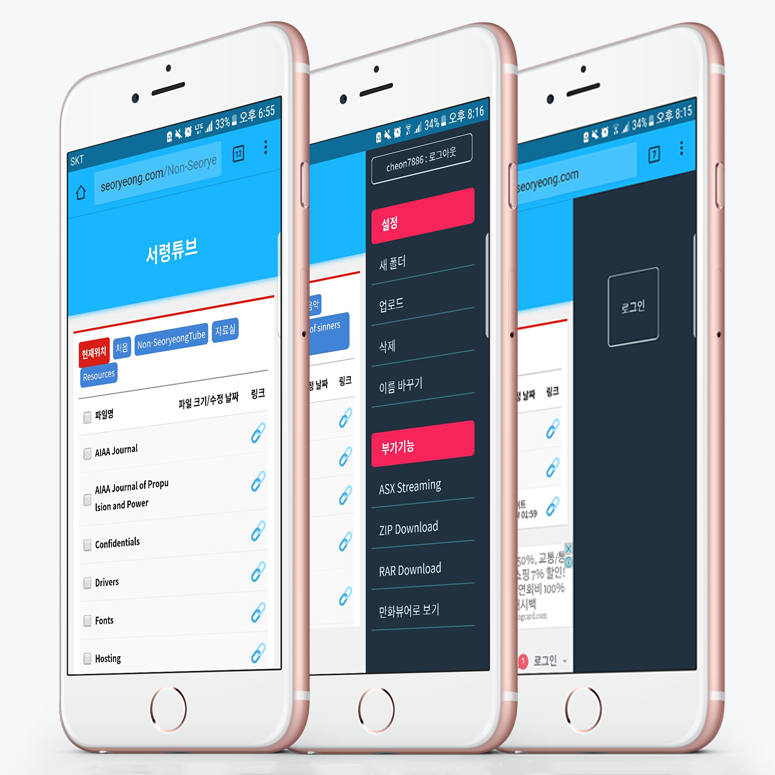 SKT
33% 오후 6:55
seoryeong.com/Non-Seorye
12
서령튜브
현재위치
처음
Non-SeoryeongTube
자료실
Resources
파일명
파일 크기/수정 날짜
링크
AIAA Journal
AIAA Journal of Propu
lsion and Power
Confidentials
Drivers
Fonts
Hosting
34% 오후 8:16
cheon7886 : 로그아웃
설정
새 폴더
업로드
삭제
이름 바꾸기
of sinners
날짜
링크
부가기능
ASX Streaming
ZIP Download
RAR Download
만화뷰어로 보기
34% 오후 8:15
seoryeong.com
7
로그인
날짜
링크
01:59
50%, 교통/통
쇼핑 7% 할인!
연회비 100%
캐시백
ngcard.com
1 로그인